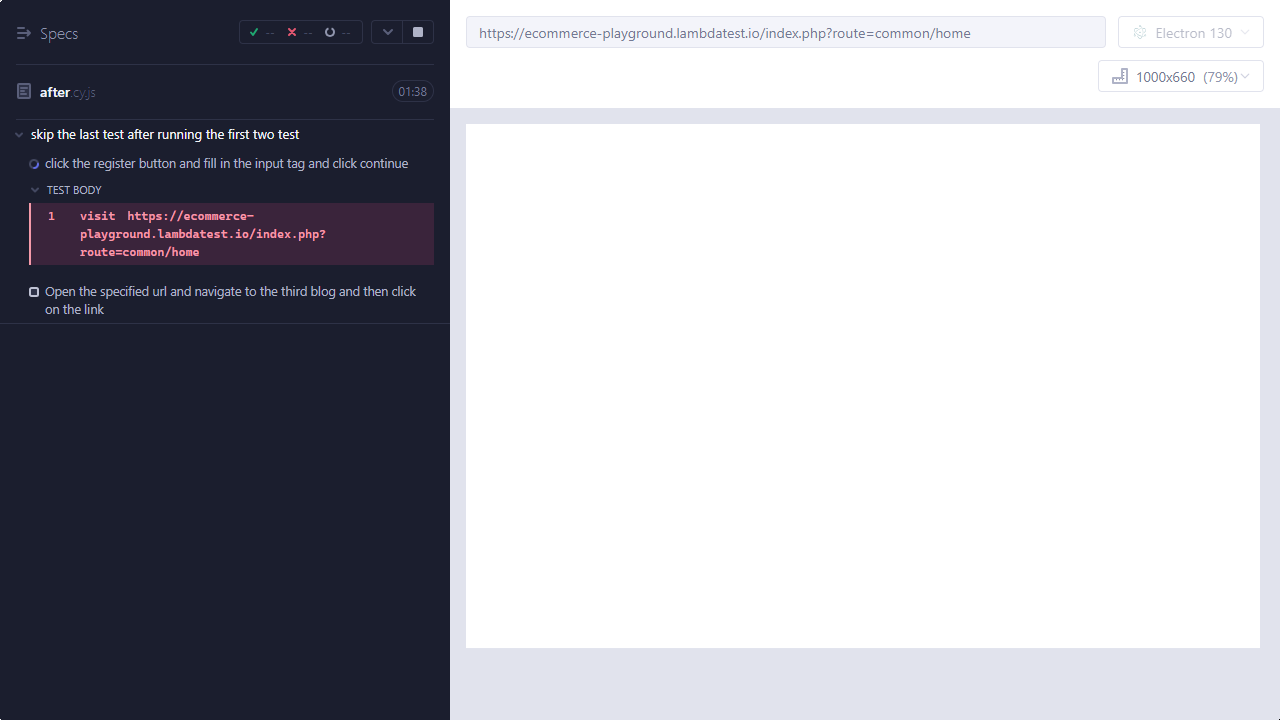 Specs
-- -- --
https://ecommerce-playground.lambdatest.io/index.php?route=common/home
Electron 130
1000x660 (79%)
after.cy.js
01:38
skip the last test after running the first two test
click the register button and fill in the input tag and click continue
TEST BODY
1 visit https://ecommerce-
playground.lambdatest.io/index.php?
route=common/home
Open the specified url and navigate to the third blog and then click
on the link